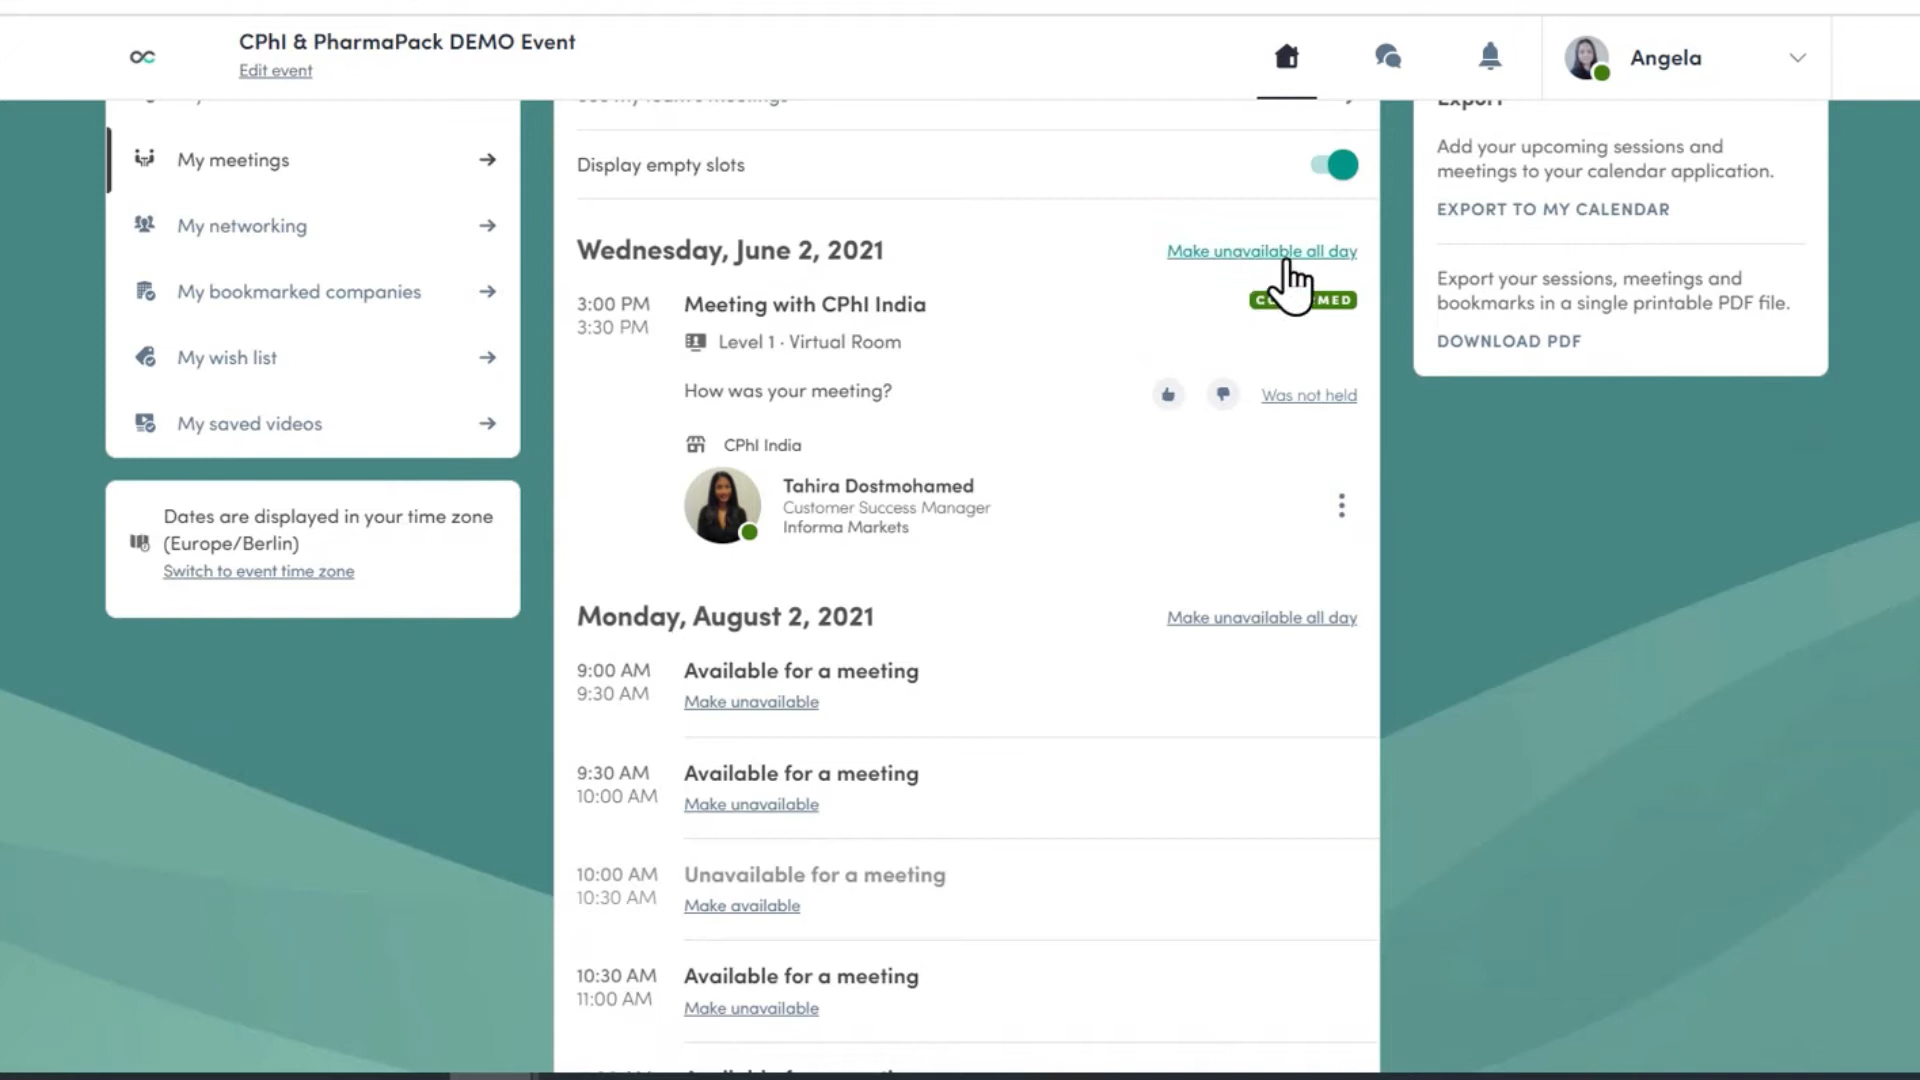 CPhI & PharmaPack DEMO Event
Edit event
Angela
My meetings
My networking
My bookmarked companies
My wish list
My saved videos
Dates are displayed in your time zone
(Europe/Berlin)
Switch to event time zone
Display empty slots
Wednesday, June 2, 2021
Make unavailable all day
3:00 PM
3:30 PM
Meeting with CPhI India
Level 1 · Virtual Room
How was your meeting?
Was not held
CPhI India
Tahira Dostmohamed
Customer Success Manager
Informa Markets
Monday, August 2, 2021
Make unavailable all day
9:00 AM
9:30 AM
Available for a meeting
Make unavailable
9:30 AM
10:00 AM
Available for a meeting
Make unavailable
10:00 AM
10:30 AM
Unavailable for a meeting
Make available
10:30 AM
11:00 AM
Available for a meeting
Make unavailable
Export
Add your upcoming sessions and
meetings to your calendar application.
EXPORT TO MY CALENDAR
Export your sessions, meetings and
bookmarks in a single printable PDF file.
DOWNLOAD PDF